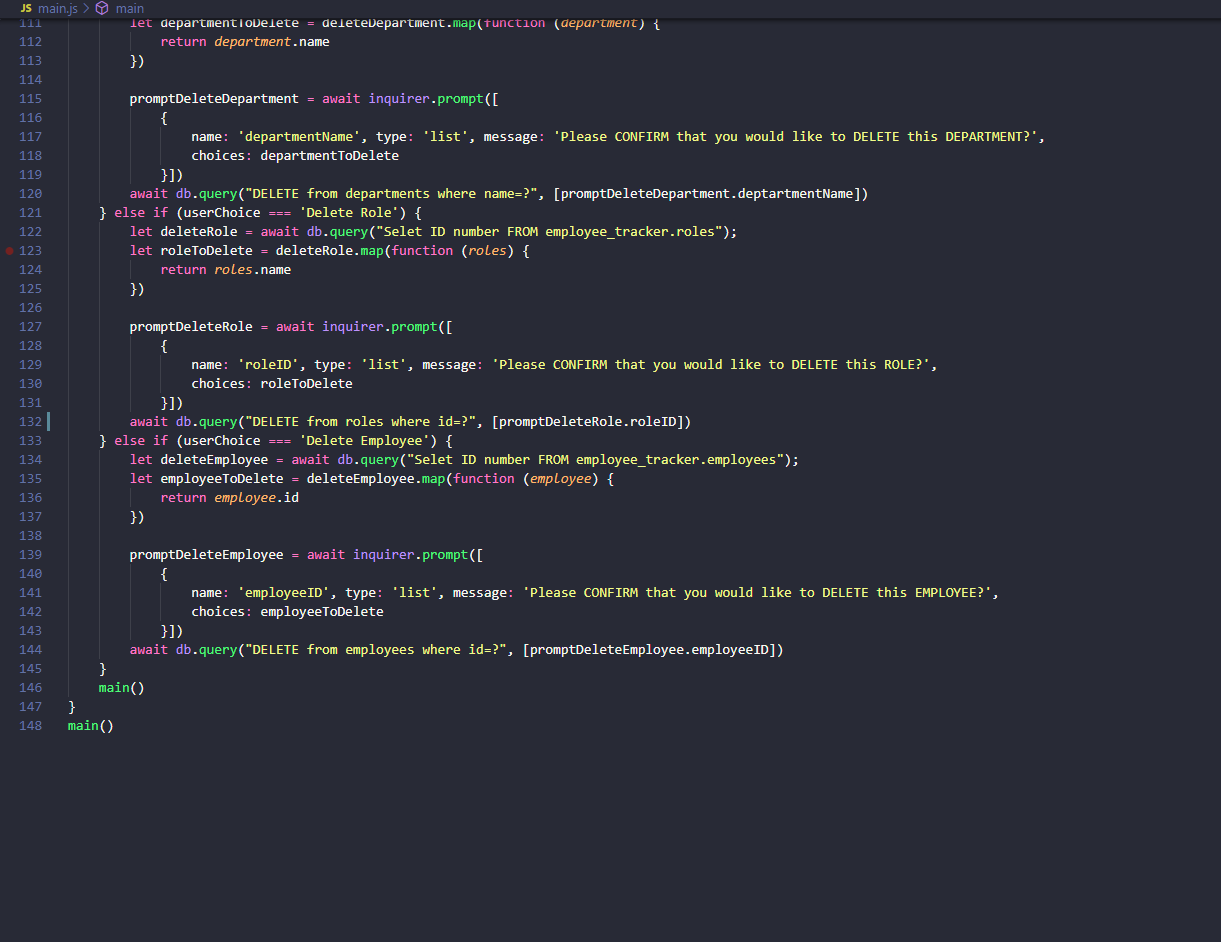 JS main.js > main
111 let departmentToDelete = deleteDepartment.map(function (department) {
112 return department.name
113 })
114
115 promptDeleteDepartment = await inquirer.prompt([
116 {
117 name: 'departmentName', type: 'list', message: 'Please CONFIRM that you would like to DELETE this DEPARTMENT?',
118 choices: departmentToDelete
119 }])
120 await db.query("DELETE from departments where name=?", [promptDeleteDepartment.deptartmentName])
121 } else if (userChoice === 'Delete Role') {
122 let deleteRole = await db.query("Selet ID number FROM employee_tracker.roles");
123 let roleToDelete = deleteRole.map(function (roles) {
124 return roles.name
125 })
126
127 promptDeleteRole = await inquirer.prompt([
128 {
129 name: 'roleID', type: 'list', message: 'Please CONFIRM that you would like to DELETE this ROLE?',
130 choices: roleToDelete
131 }])
132 await db.query("DELETE from roles where id=?", [promptDeleteRole.roleID])
133 } else if (userChoice === 'Delete Employee') {
134 let deleteEmployee = await db.query("Selet ID number FROM employee_tracker.employees");
135 let employeeToDelete = deleteEmployee.map(function (employee) {
136 return employee.id
137 })
138
139 promptDeleteEmployee = await inquirer.prompt([
140 {
141 name: 'employeeID', type: 'list', message: 'Please CONFIRM that you would like to DELETE this EMPLOYEE?',
142 choices: employeeToDelete
143 }])
144 await db.query("DELETE from employees where id=?", [promptDeleteEmployee.employeeID])
145 }
146 main()
147 }
148 main()